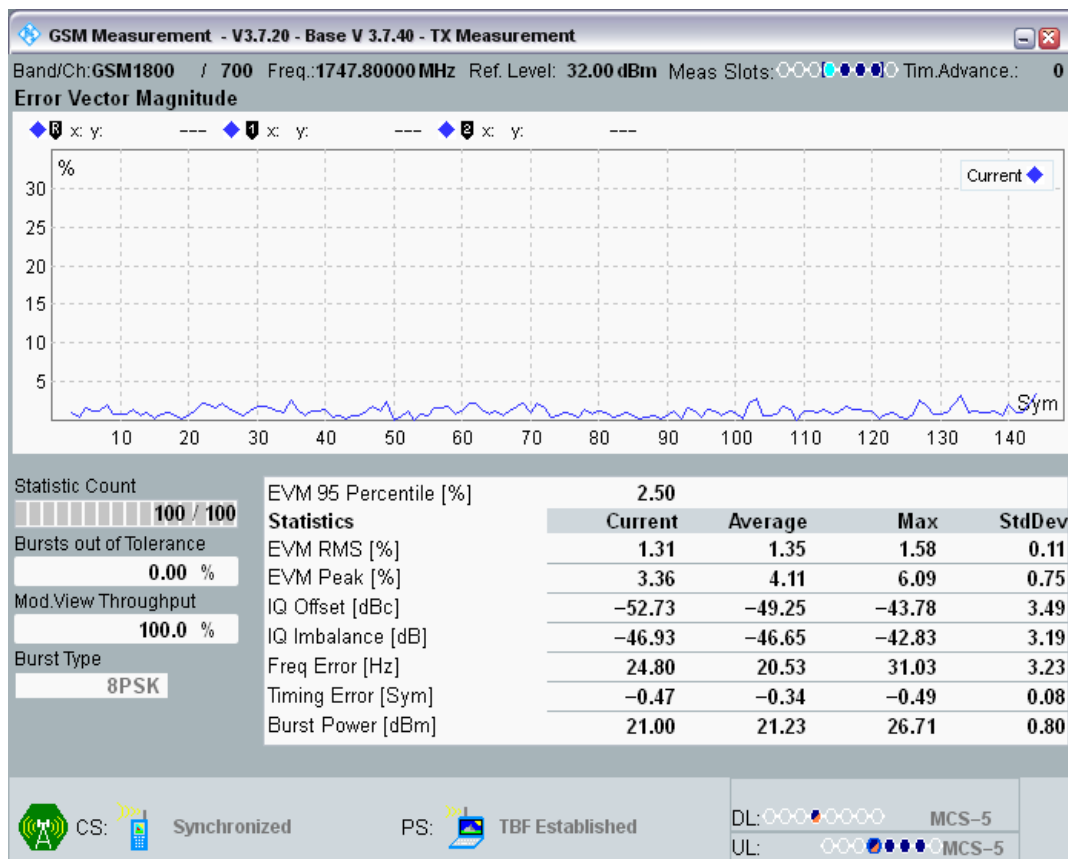 GSM Measurement - V3.7.20 - Base V 3.7.40 - TX Measurement
Band/Ch:GSM1800 / 700 Freq.:1747.80000 MHz Ref. Level: 32.00 dBm Meas Slots: Tim.Advance.: 0
Error Vector Magnitude
R x: y: --- 1 x: y: --- 2 x: y: ---
%
Current
30
25
20
15
10
5
Sym
10 20 30 40 50 60 70 80 90 100 110 120 130 140
Statistic Count
100 / 100
Bursts out of Tolerance
0.00 %
Mod.View Throughput
100.0 %
Burst Type
8PSK
EVM 95 Percentile [%] 2.50
Statistics Current Average Max StdDev
EVM RMS [%] 1.31 1.35 1.58 0.11
EVM Peak [%] 3.36 4.11 6.09 0.75
IQ Offset [dBc] −52.73 −49.25 −43.78 3.49
IQ Imbalance [dB] −46.93 −46.65 −42.83 3.19
Freq Error [Hz] 24.80 20.53 31.03 3.23
Timing Error [Sym] −0.47 −0.34 −0.49 0.08
Burst Power [dBm] 21.00 21.23 26.71 0.80
CS: Synchronized PS: TBF Established
DL: MCS−5
UL: MCS−5